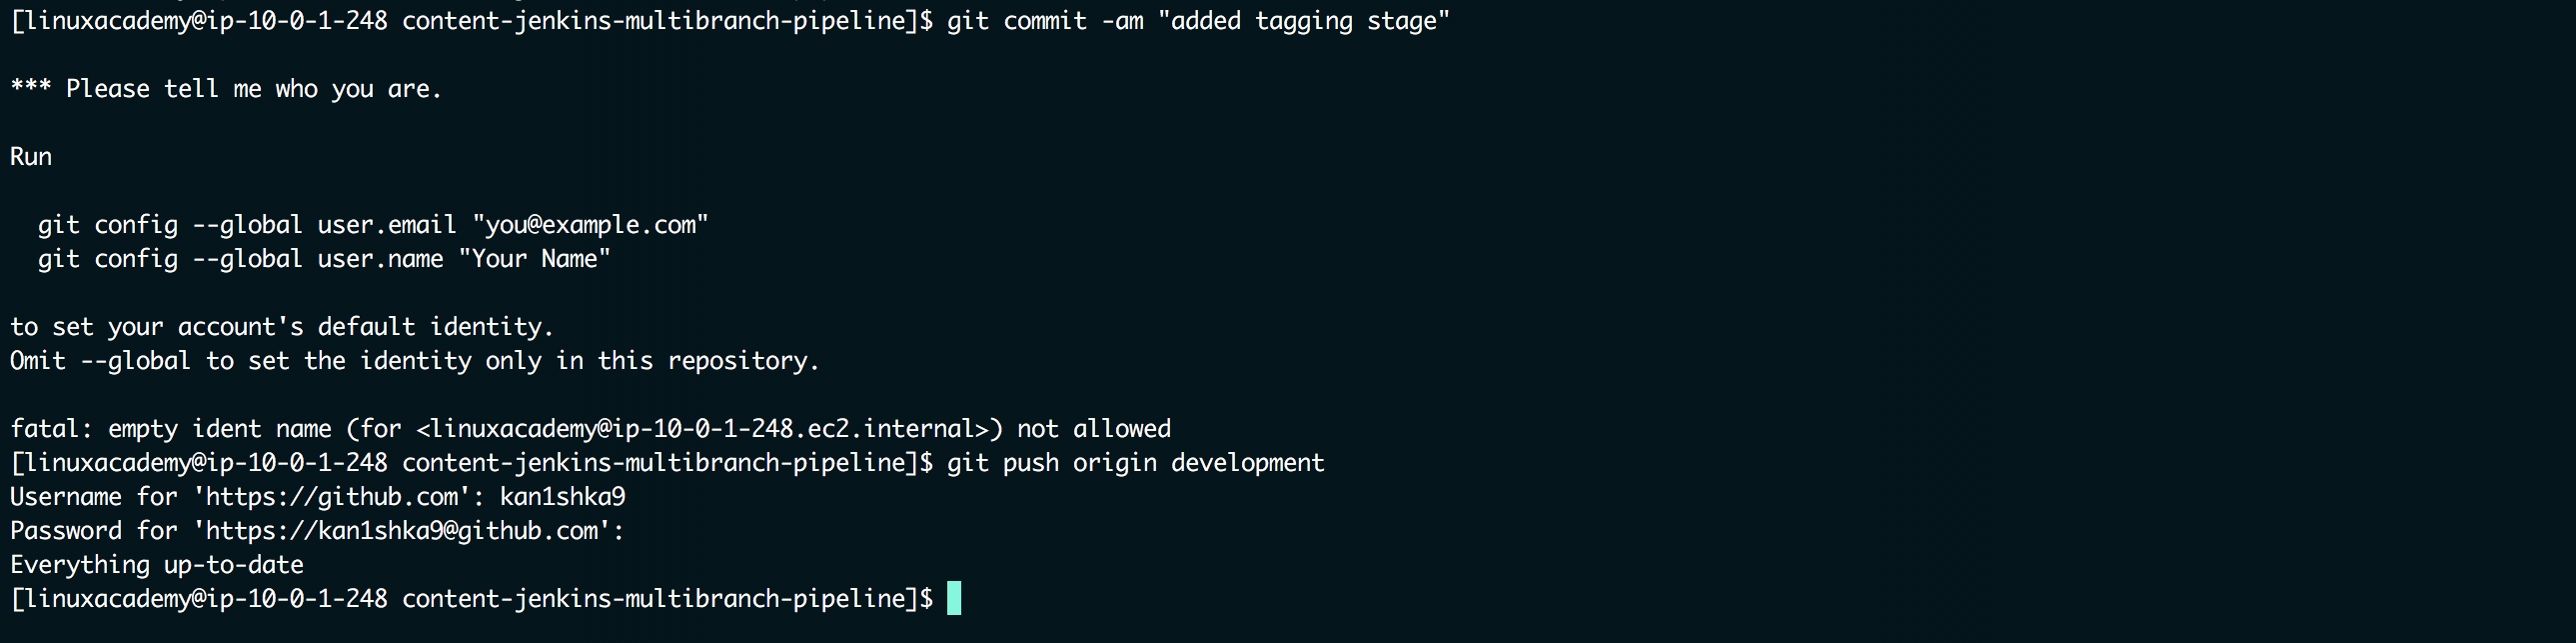 [linuxacademy@ip-10-0-1-248 content-jenkins-multibranch-pipeline]$ git commit -am "added tagging stage"
*** Please tell me who you are.
Run
git config --global user.email "you@example.com"
git config --global user.name "Your Name"
to set your account's default identity.
Omit --global to set the identity only in this repository.
fatal: empty ident name (for <linuxacademy@ip-10-0-1-248.ec2.internal>) not allowed
[linuxacademy@ip-10-0-1-248 content-jenkins-multibranch-pipeline]$ git push origin development
Username for 'https://github.com': kan1shka9
Password for 'https://kan1shka9@github.com':
Everything up-to-date
[linuxacademy@ip-10-0-1-248 content-jenkins-multibranch-pipeline]$